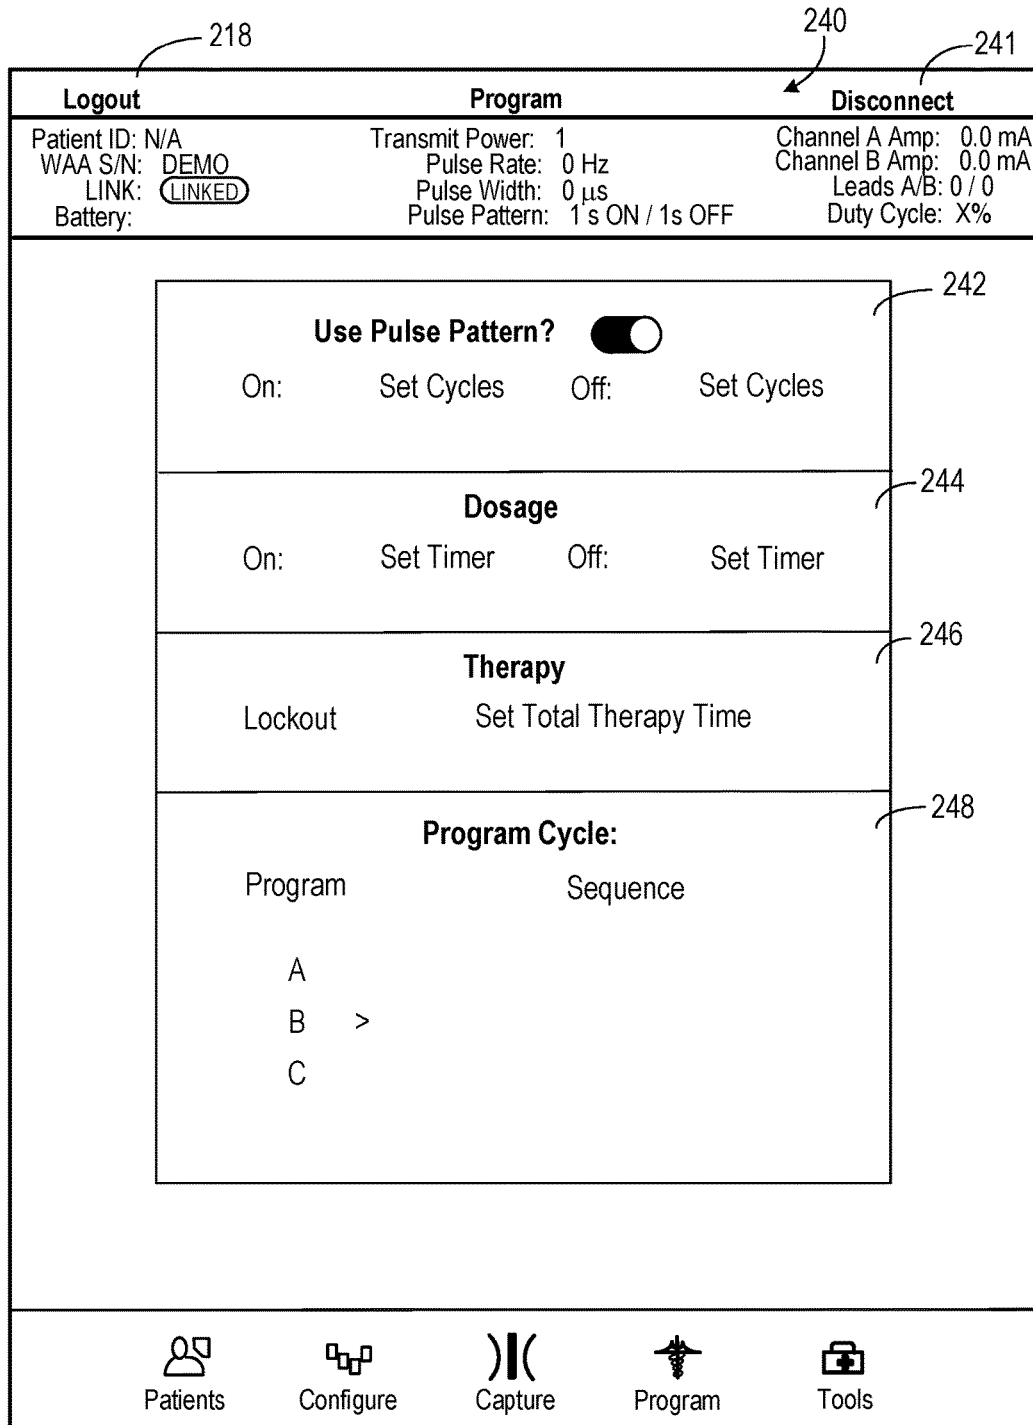 218
240
241
Logout Program Disconnect
Patient ID: N/A Transmit Power: 1 Channel A Amp: 0.0 mA
WAA S/N: DEMO Pulse Rate: 0 Hz Channel B Amp: 0.0 mA
LINK: LINKED Pulse Width: 0 μs Leads A/B: 0 / 0
Battery: Pulse Pattern: 1 s ON / 1s OFF Duty Cycle: X%
242
Use Pulse Pattern?
On: Set Cycles Off: Set Cycles
244
Dosage
On: Set Timer Off: Set Timer
246
Therapy
Lockout Set Total Therapy Time
248
Program Cycle:
Program Sequence
A
B >
C
Patients Configure Capture Program Tools